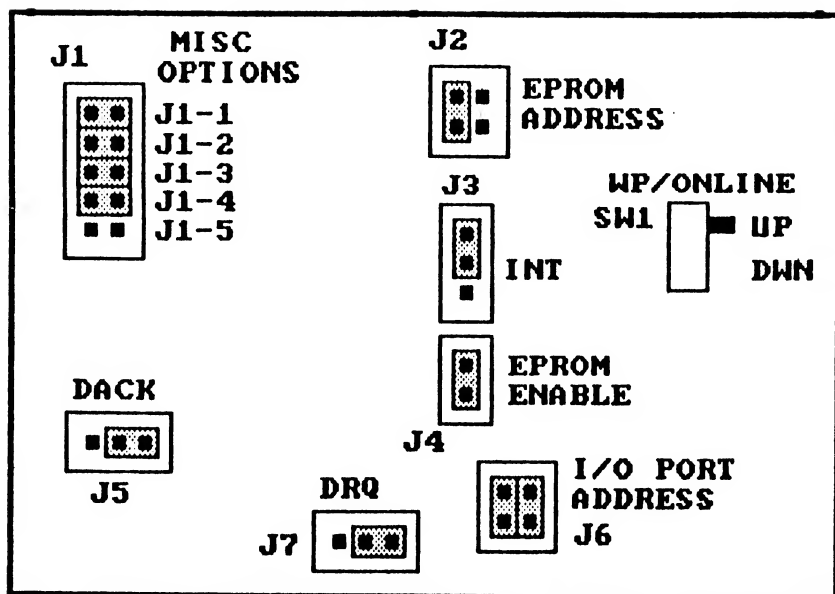 J1
MISC
OPTIONS
J1-1
J1-2
J1-3
J1-4
J1-5
J2
EPROM
ADDRESS
J3
INT
WP/ONLINE
SW1
UP
DWN
EPROM
ENABLE
J4
DACK
J5
DRQ
J7
I/O PORT
ADDRESS
J6